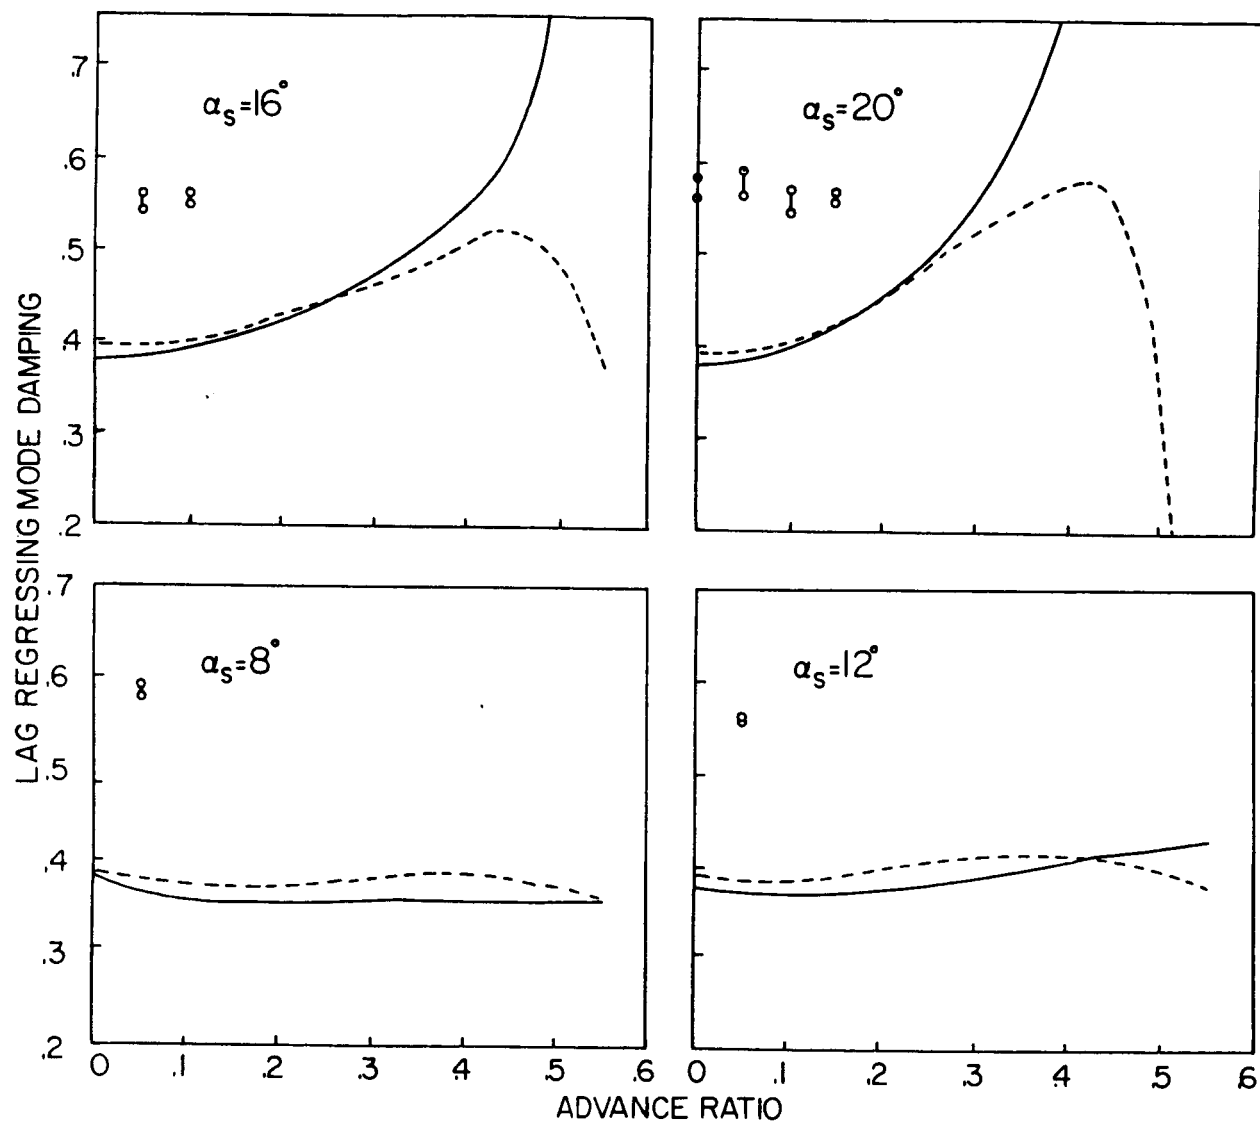 LAG REGRESSING MODE DAMPING
.7
.6
.5
.4
.3
.2
αs=16°
αs=20°
.7
.6
.5
.4
.3
.2
αs=8°
αs=12°
0 .1 .2 .3 .4 .5 .6
0 .1 .2 .3 .4 .5 .6
ADVANCE RATIO